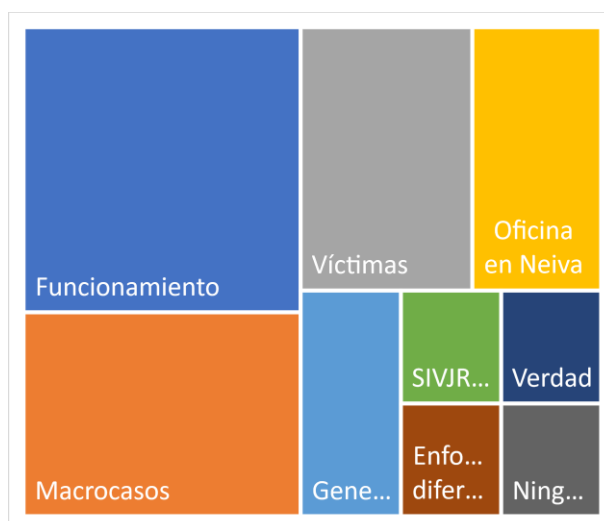 Funcionamiento
Macrocasos
Víctimas
Oficina
en Neiva
Gene...
SIVJR...
Verdad
Enfo...
difer...
Ning...